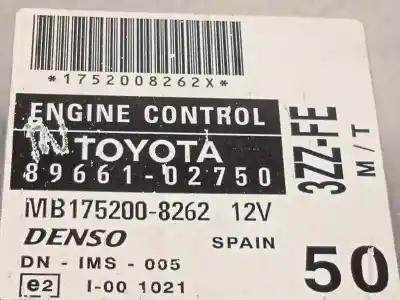 *1752008262X*
ENGINE CONTROL
TOYOTA
89661-02750
MB175200-8262 12V
DENSO SPAIN
DN-IMS-005
e2 I-00 1021
3ZZ-FE
M/T
50